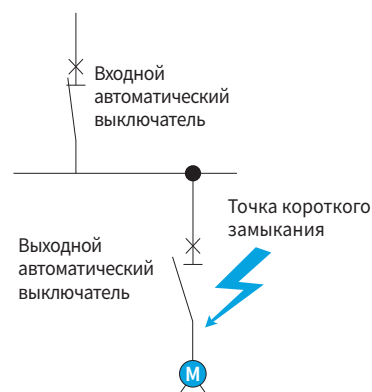 Входной
автоматический
выключатель
Точка короткого
замыкания
Выходной
автоматический
выключатель
M